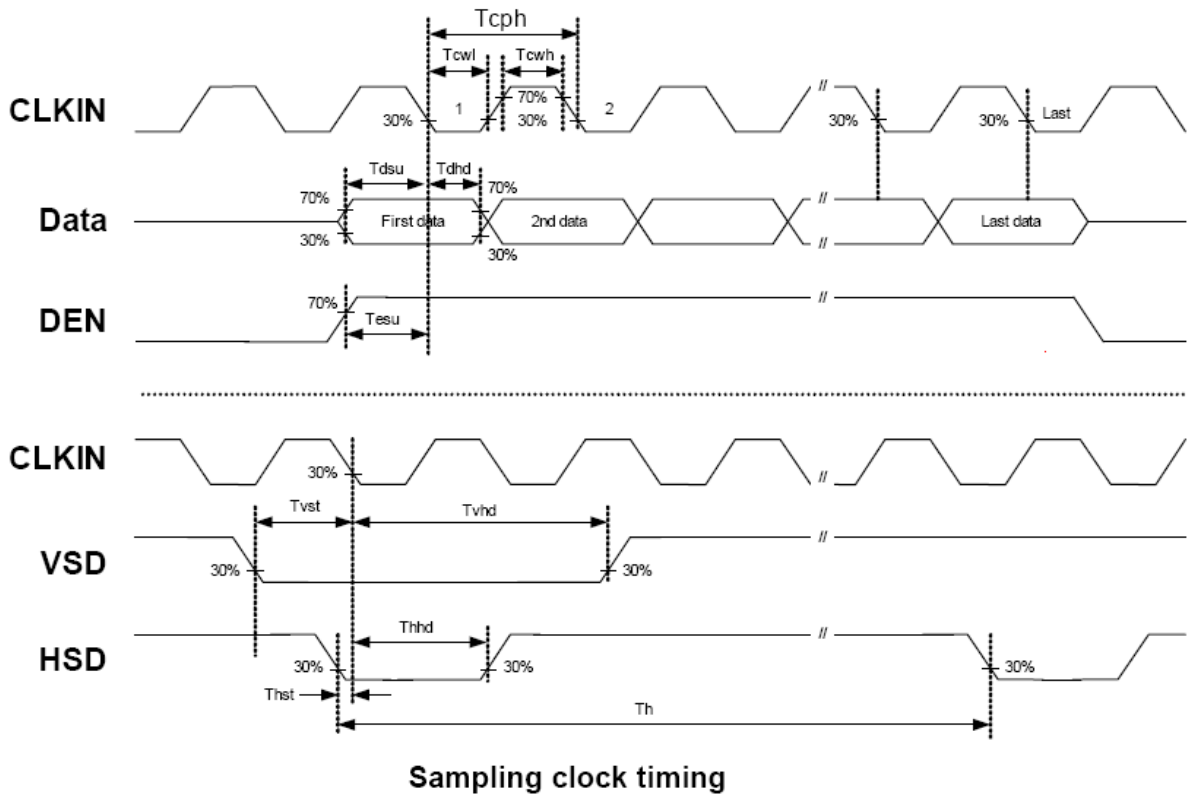 Tcph
Tcwl Tcwh
CLKIN 30% 1 70% 30% 2 // 30% 30% Last
Tdsu Tdhd
70% 70%
Data First data 2nd data // Last data
30% 30%
70% //
DEN Tesu
CLKIN 30% //
Tvst Tvhd
VSD 30% 30% //
Thhd
HSD 30% 30% // 30%
Thst
Th
Sampling clock timing